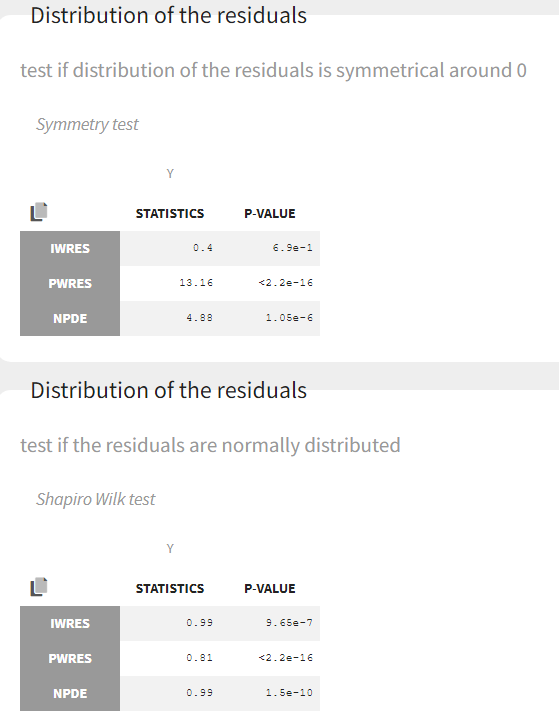 Distribution of the residuals
test if distribution of the residuals is symmetrical around 0
Symmetry test
Y
STATISTICS P-VALUE
IWRES 0.4 6.9e-1
PWRES 13.16 <2.2e-16
NPDE 4.88 1.05e-6
Distribution of the residuals
test if the residuals are normally distributed
Shapiro Wilk test
Y
STATISTICS P-VALUE
IWRES 0.99 9.65e-7
PWRES 0.81 <2.2e-16
NPDE 0.99 1.5e-10